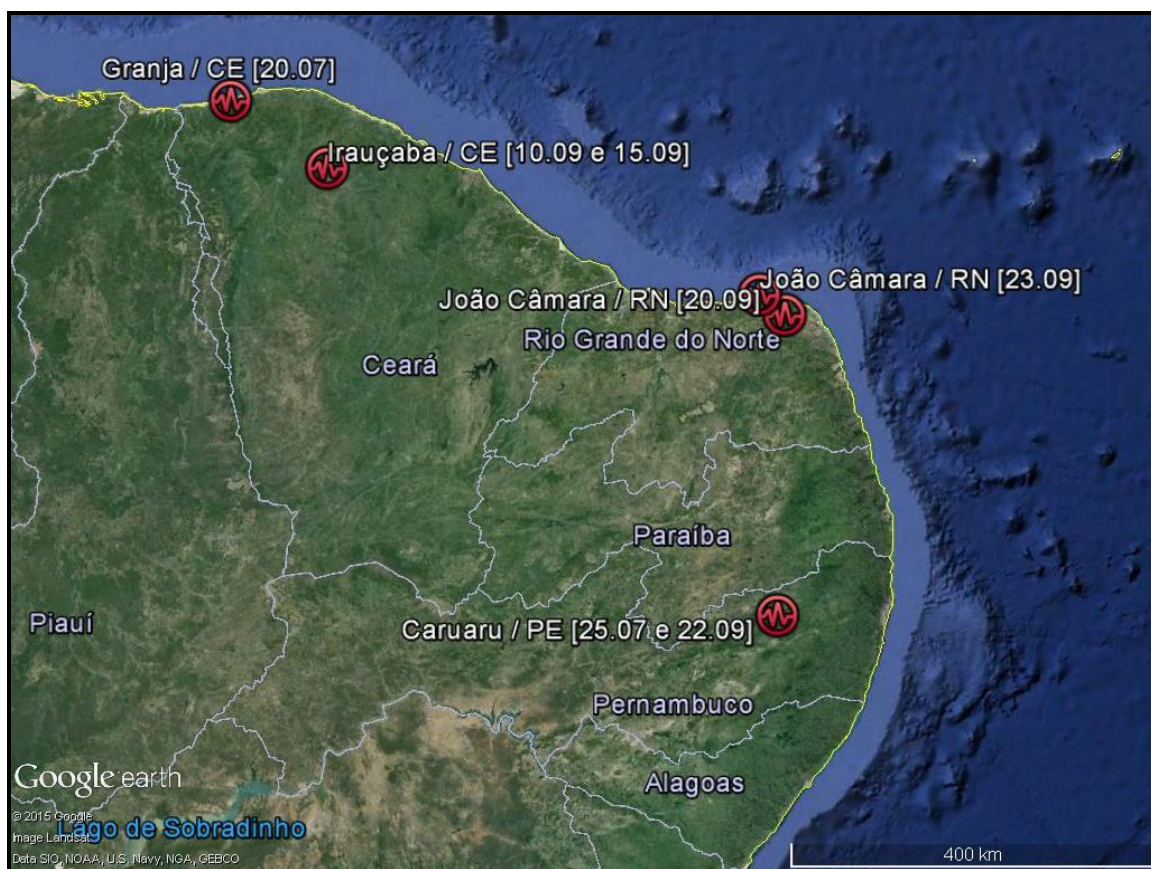 Granja / CE [20.07]
Irauçaba / CE [10.09 e 15.09]
João Câmara / RN [23.09]
João Câmara / RN [20.09]
Rio Grande do Norte
Ceará
Paraíba
Piauí
Caruaru / PE [25.07 e 22.09]
Pernambuco
Google earth
Alagoas
© 2015 Google
Lago de Sobradinho
Image Landsat
Data SIO, NOAA, U.S. Navy, NGA, GEBCO
400 km